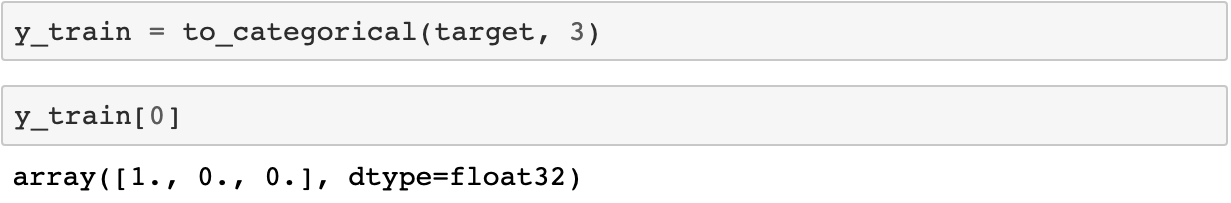 y_train = to_categorical(target, 3)
y_train[0]
array([1., 0., 0.], dtype=float32)